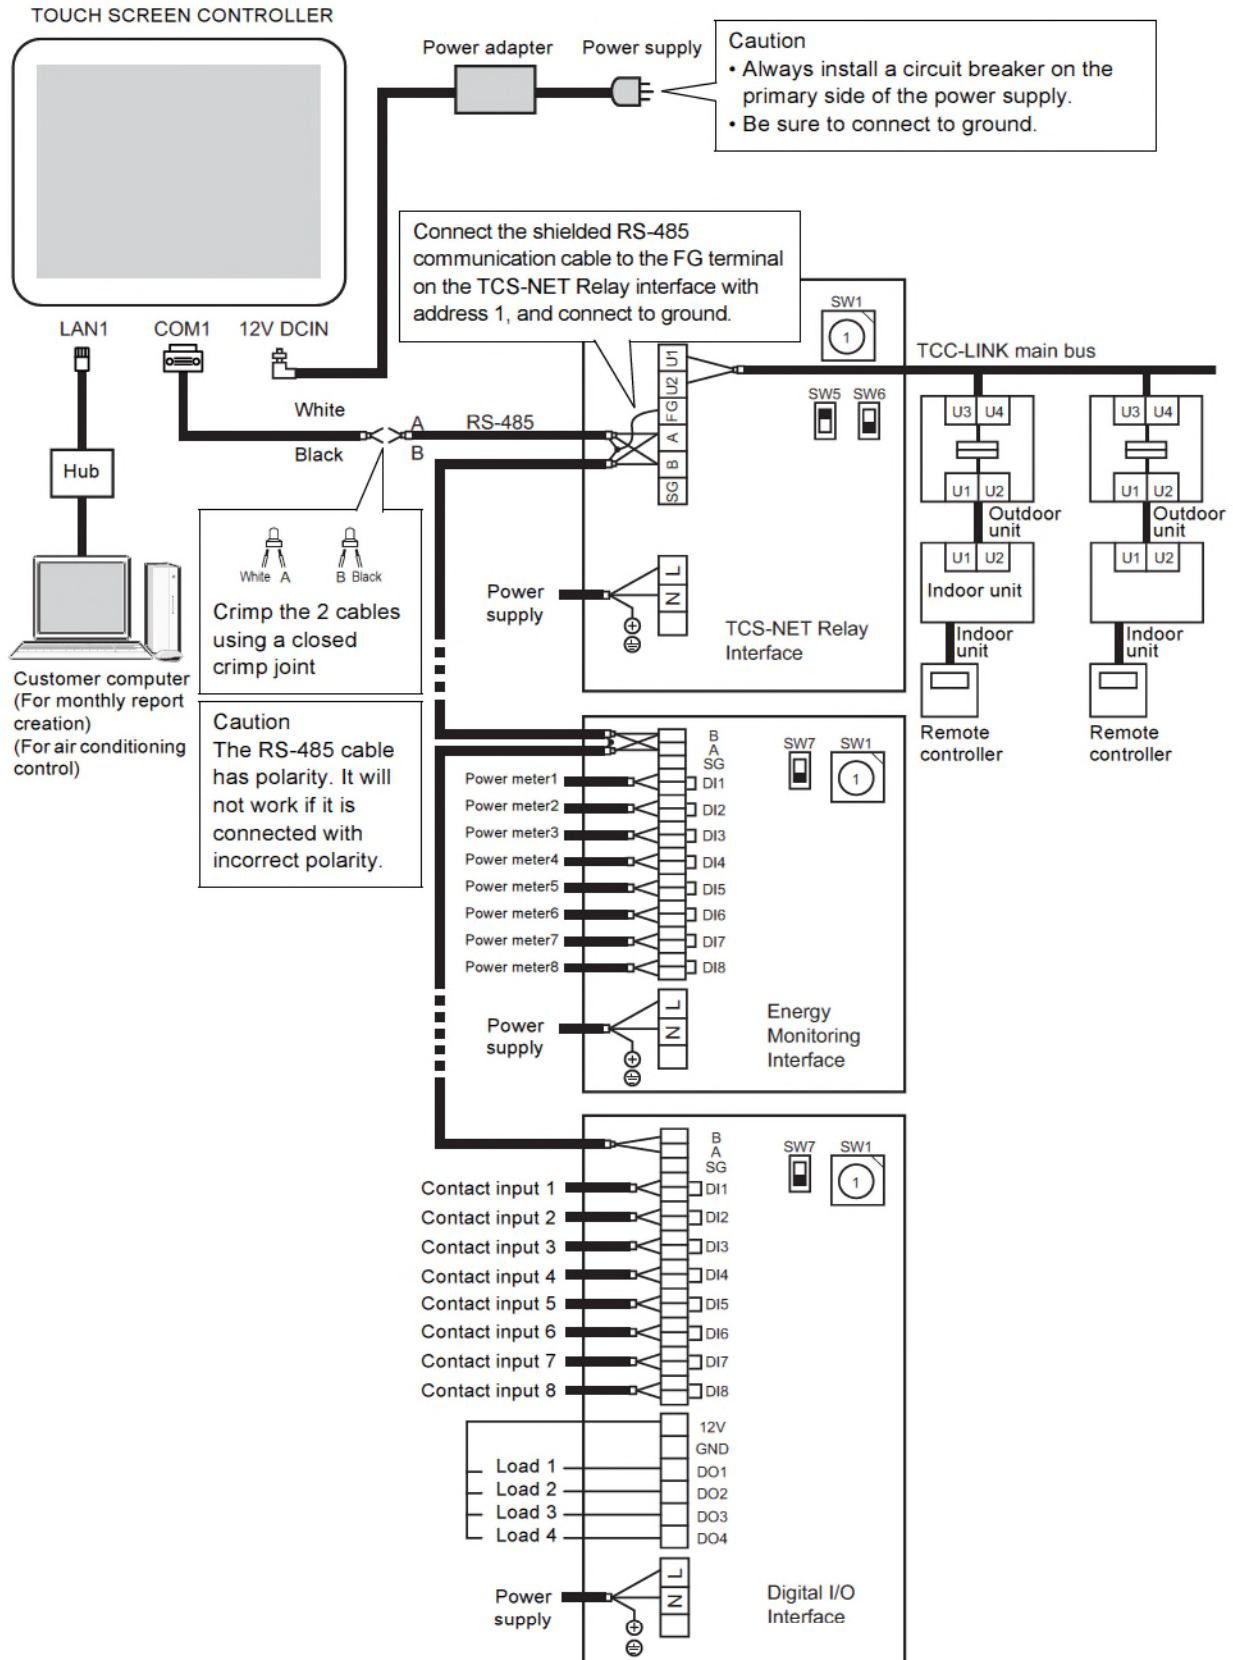 TOUCH SCREEN CONTROLLER
Power adapter
Power supply
Caution
• Always install a circuit breaker on the
primary side of the power supply.
• Be sure to connect to ground.
Connect the shielded RS-485
communication cable to the FG terminal
on the TCS-NET Relay interface with
address 1, and connect to ground.
LAN1
COM1
12V DCIN
SW1
1
U1
U2
FG
A
B
SG
TCC-LINK main bus
SW5
SW6
White
Black
A
B
RS-485
U3 U4
U1 U2
Outdoor
unit
U1 U2
Indoor unit
Indoor
unit
Remote
controller
U3 U4
U1 U2
Outdoor
unit
U1 U2
Indoor
unit
Remote
controller
Hub
White A
B Black
Crimp the 2 cables
using a closed
crimp joint
Power
supply
L
N
TCS-NET Relay
Interface
Customer computer
(For monthly report
creation)
(For air conditioning
control)
Caution
The RS-485 cable
has polarity. It will
not work if it is
connected with
incorrect polarity.
B
A
SG
SW7
SW1
1
Power meter1
DI1
Power meter2
DI2
Power meter3
DI3
Power meter4
DI4
Power meter5
DI5
Power meter6
DI6
Power meter7
DI7
Power meter8
DI8
Power
supply
L
N
Energy
Monitoring
Interface
B
A
SG
SW7
SW1
1
Contact input 1
DI1
Contact input 2
DI2
Contact input 3
DI3
Contact input 4
DI4
Contact input 5
DI5
Contact input 6
DI6
Contact input 7
DI7
Contact input 8
DI8
12V
GND
Load 1
DO1
Load 2
DO2
Load 3
DO3
Load 4
DO4
Power
supply
L
N
Digital I/O
Interface